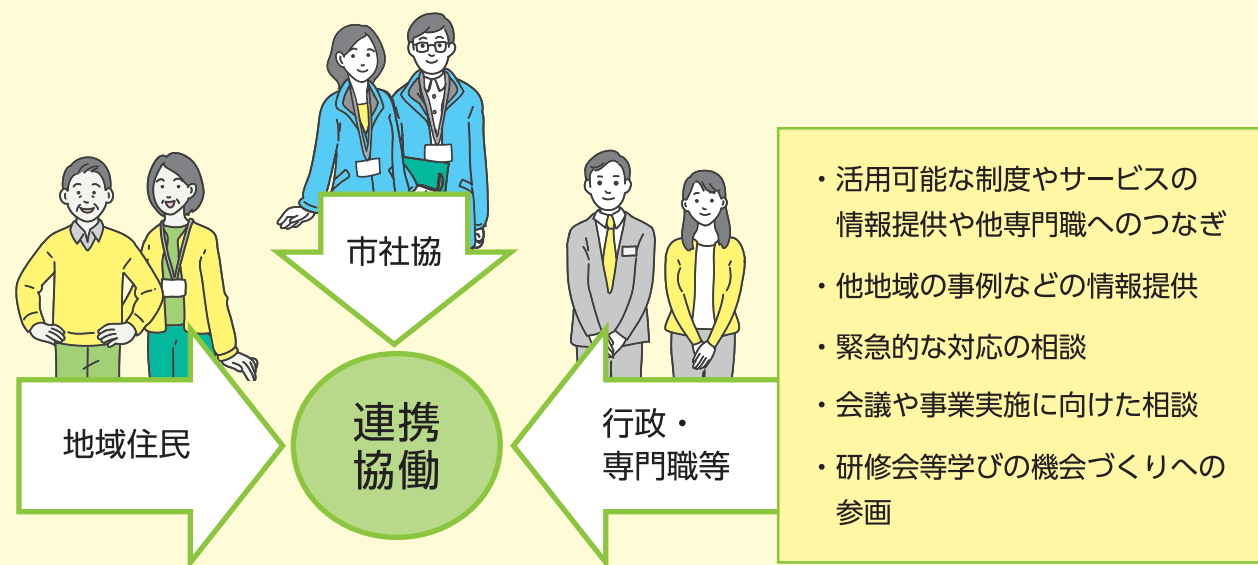 市社協
地域住民
連携
協働
行政・
専門職等
・活用可能な制度やサービスの
情報提供や他専門職へのつなぎ
・他地域の事例などの情報提供
・緊急的な対応の相談
・会議や事業実施に向けた相談
・研修会等学びの機会づくりへの
参画